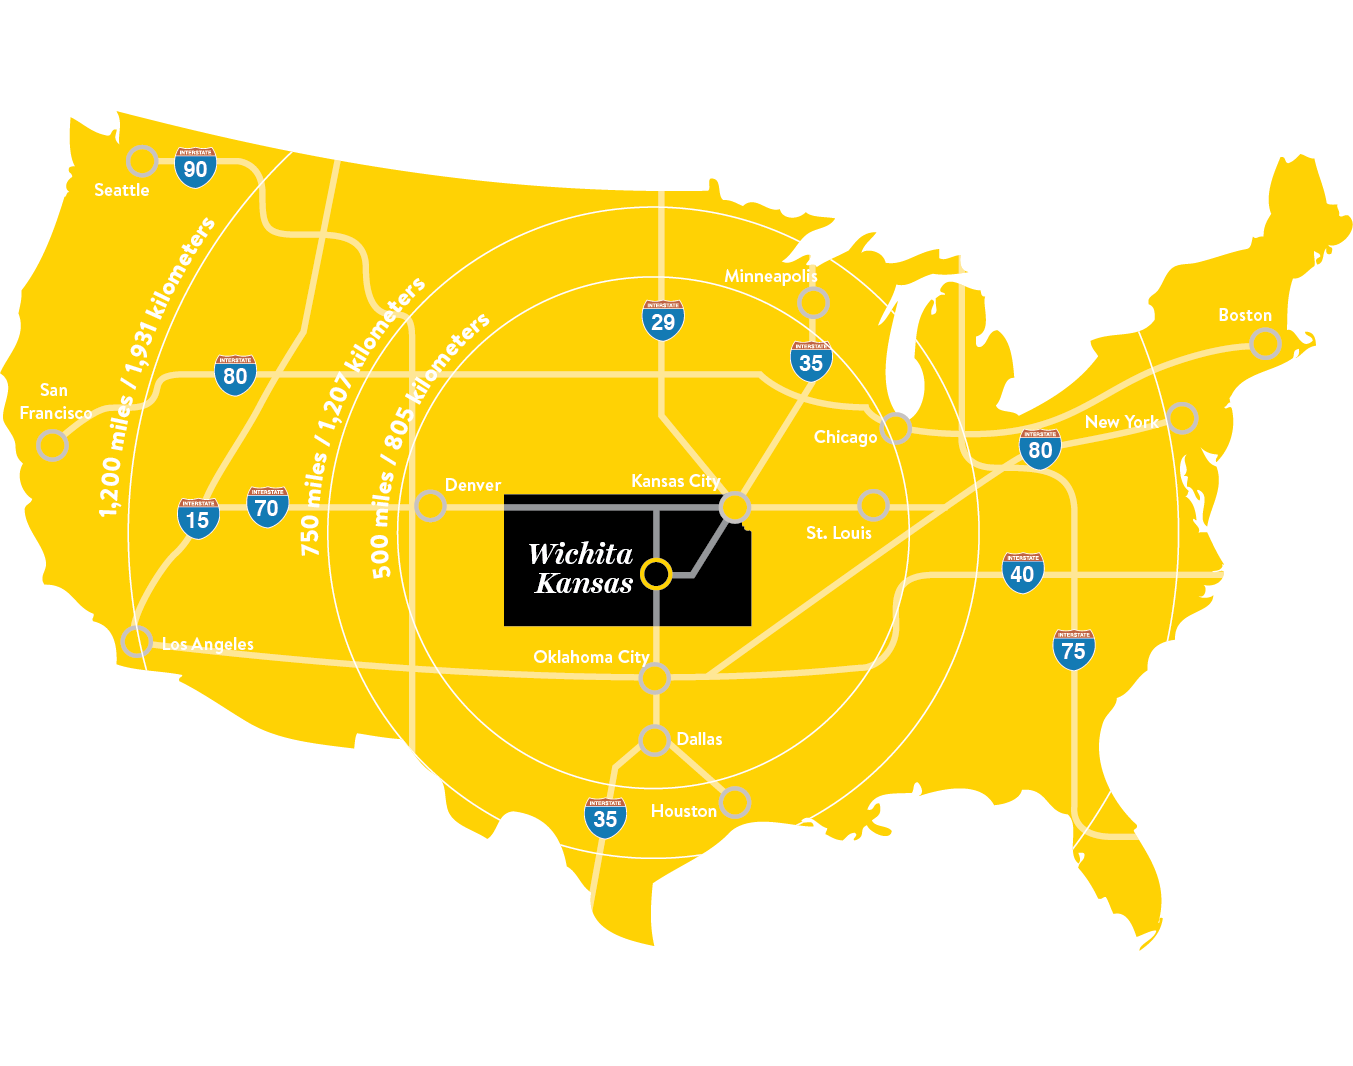 INTERSTATE
90
Seattle
1,200 miles / 1,931 kilometers
750 miles / 1,207 kilometers
500 miles / 805 kilometers
Minneapolis
INTERSTATE
29
INTERSTATE
35
Boston
INTERSTATE
80
San
Francisco
Chicago
New York
INTERSTATE
80
Denver
Kansas City
INTERSTATE
70
INTERSTATE
15
St. Louis
Wichita
Kansas
INTERSTATE
40
Los Angeles
Oklahoma City
INTERSTATE
75
Dallas
Houston
INTERSTATE
35